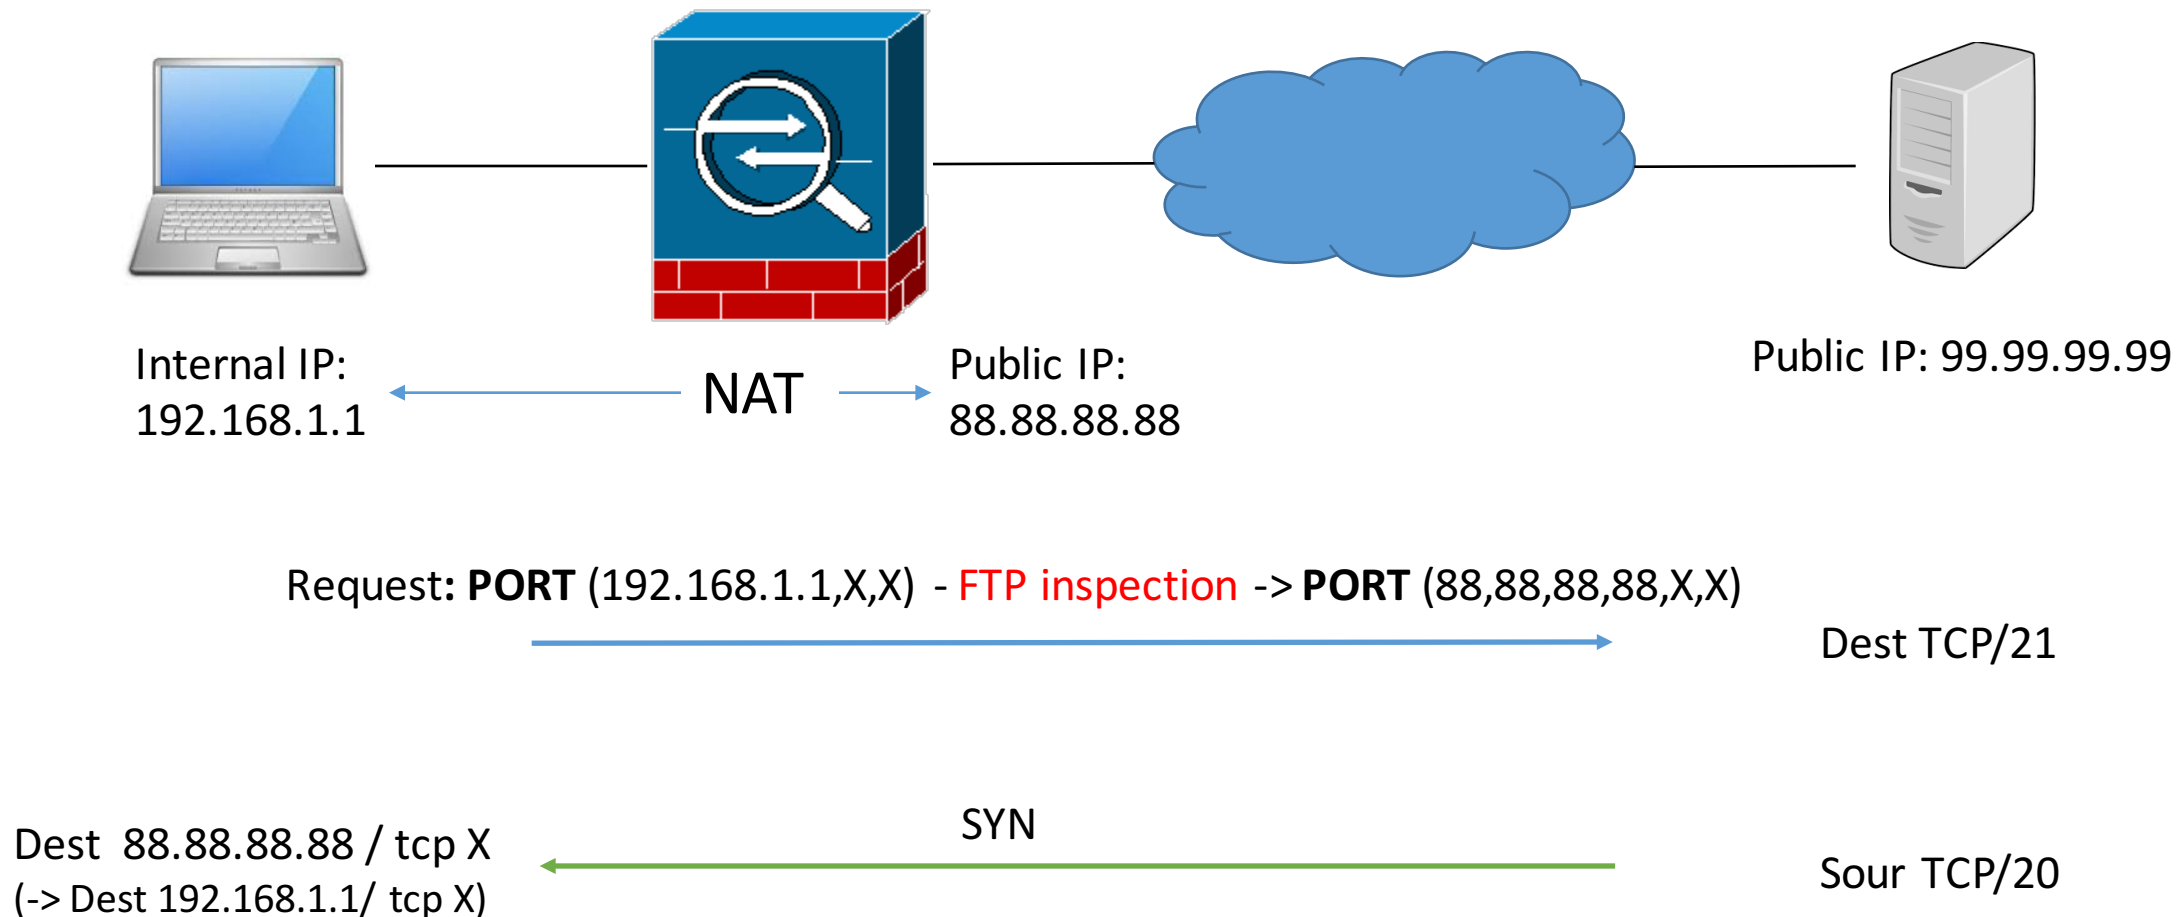 Internal IP:
192.168.1.1
NAT
Public IP:
88.88.88.88
Public IP: 99.99.99.99
Request: PORT (192.168.1.1,X,X) - FTP inspection -> PORT (88,88,88,88,X,X)
Dest TCP/21
SYN
Dest 88.88.88.88 / tcp X
(-> Dest 192.168.1.1/ tcp X)
Sour TCP/20